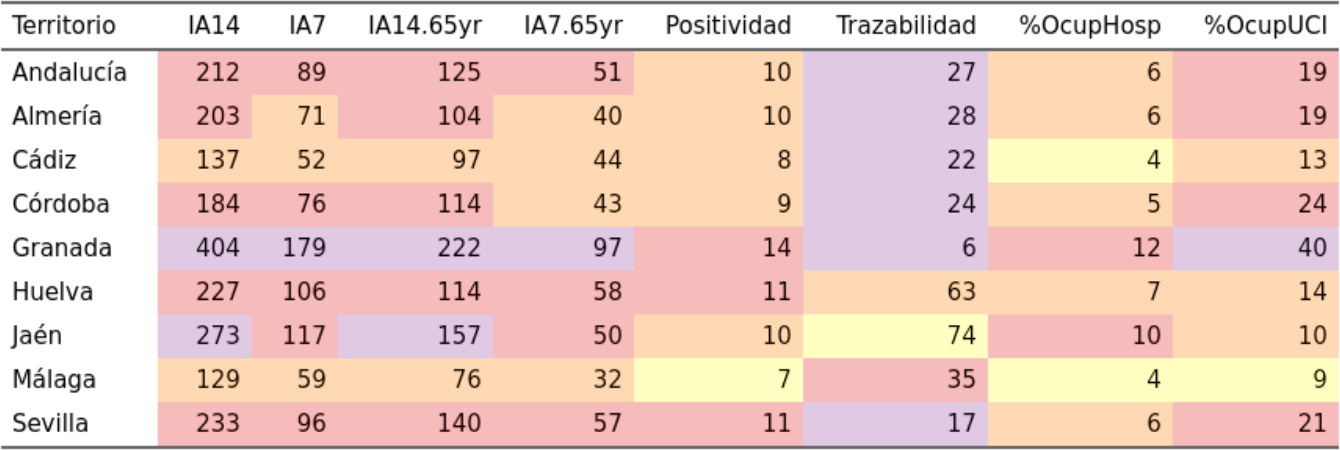 Territorio IA14 IA7 IA14.65yr IA7.65yr Positividad Trazabilidad %OcupHosp %OcupUCI
Andalucía 212 89 125 51 10 27 6 19
Almería 203 71 104 40 10 28 6 19
Cádiz 137 52 97 44 8 22 4 13
Córdoba 184 76 114 43 9 24 5 24
Granada 404 179 222 97 14 6 12 40
Huelva 227 106 114 58 11 63 7 14
Jaén 273 117 157 50 10 74 10 10
Málaga 129 59 76 32 7 35 4 9
Sevilla 233 96 140 57 11 17 6 21